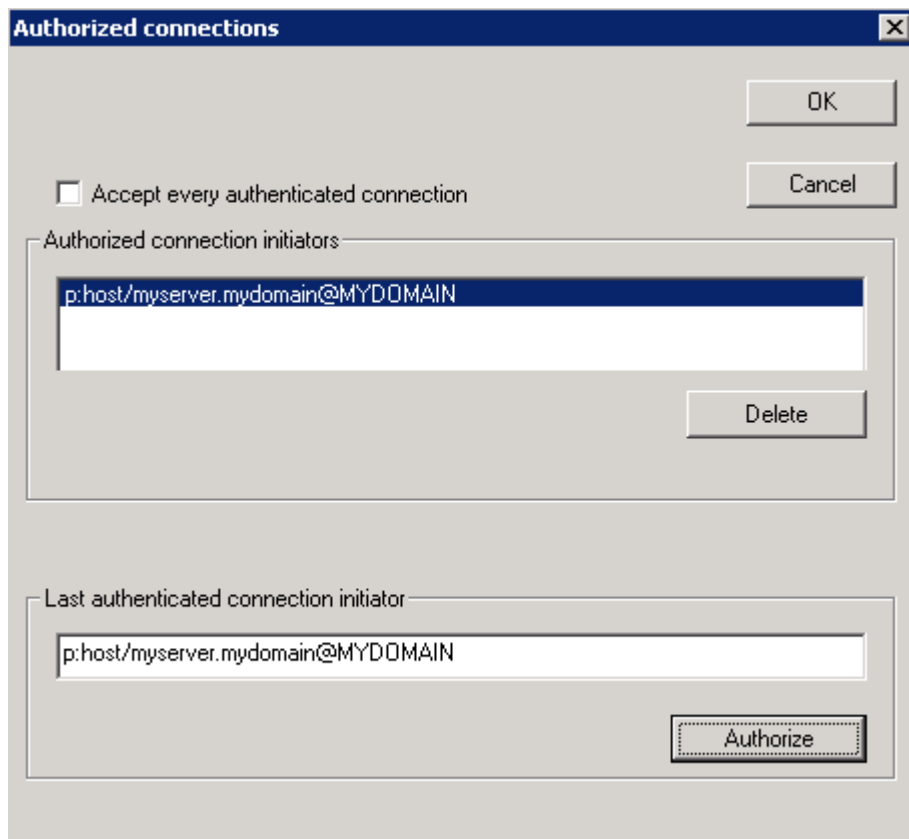 Authorized connections
OK
Accept every authenticated connection
Cancel
Authorized connection initiators
p:host/myserver.mydomain@MYDOMAIN
Delete
Last authenticated connection initiator
p:host/myserver.mydomain@MYDOMAIN
Authorize